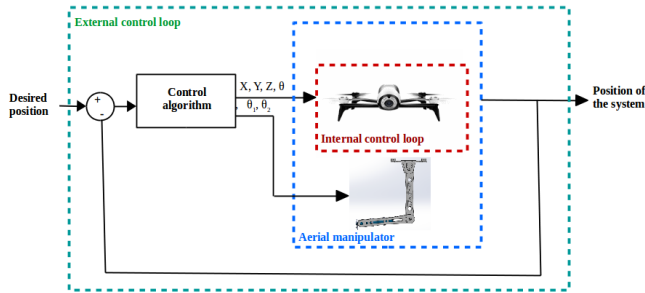 External control loop
Desired
position
+
-
Control
algorithm
X, Y, Z, θ
, θ₁, θ₂
Internal control loop
Aerial manipulator
Position of
the system